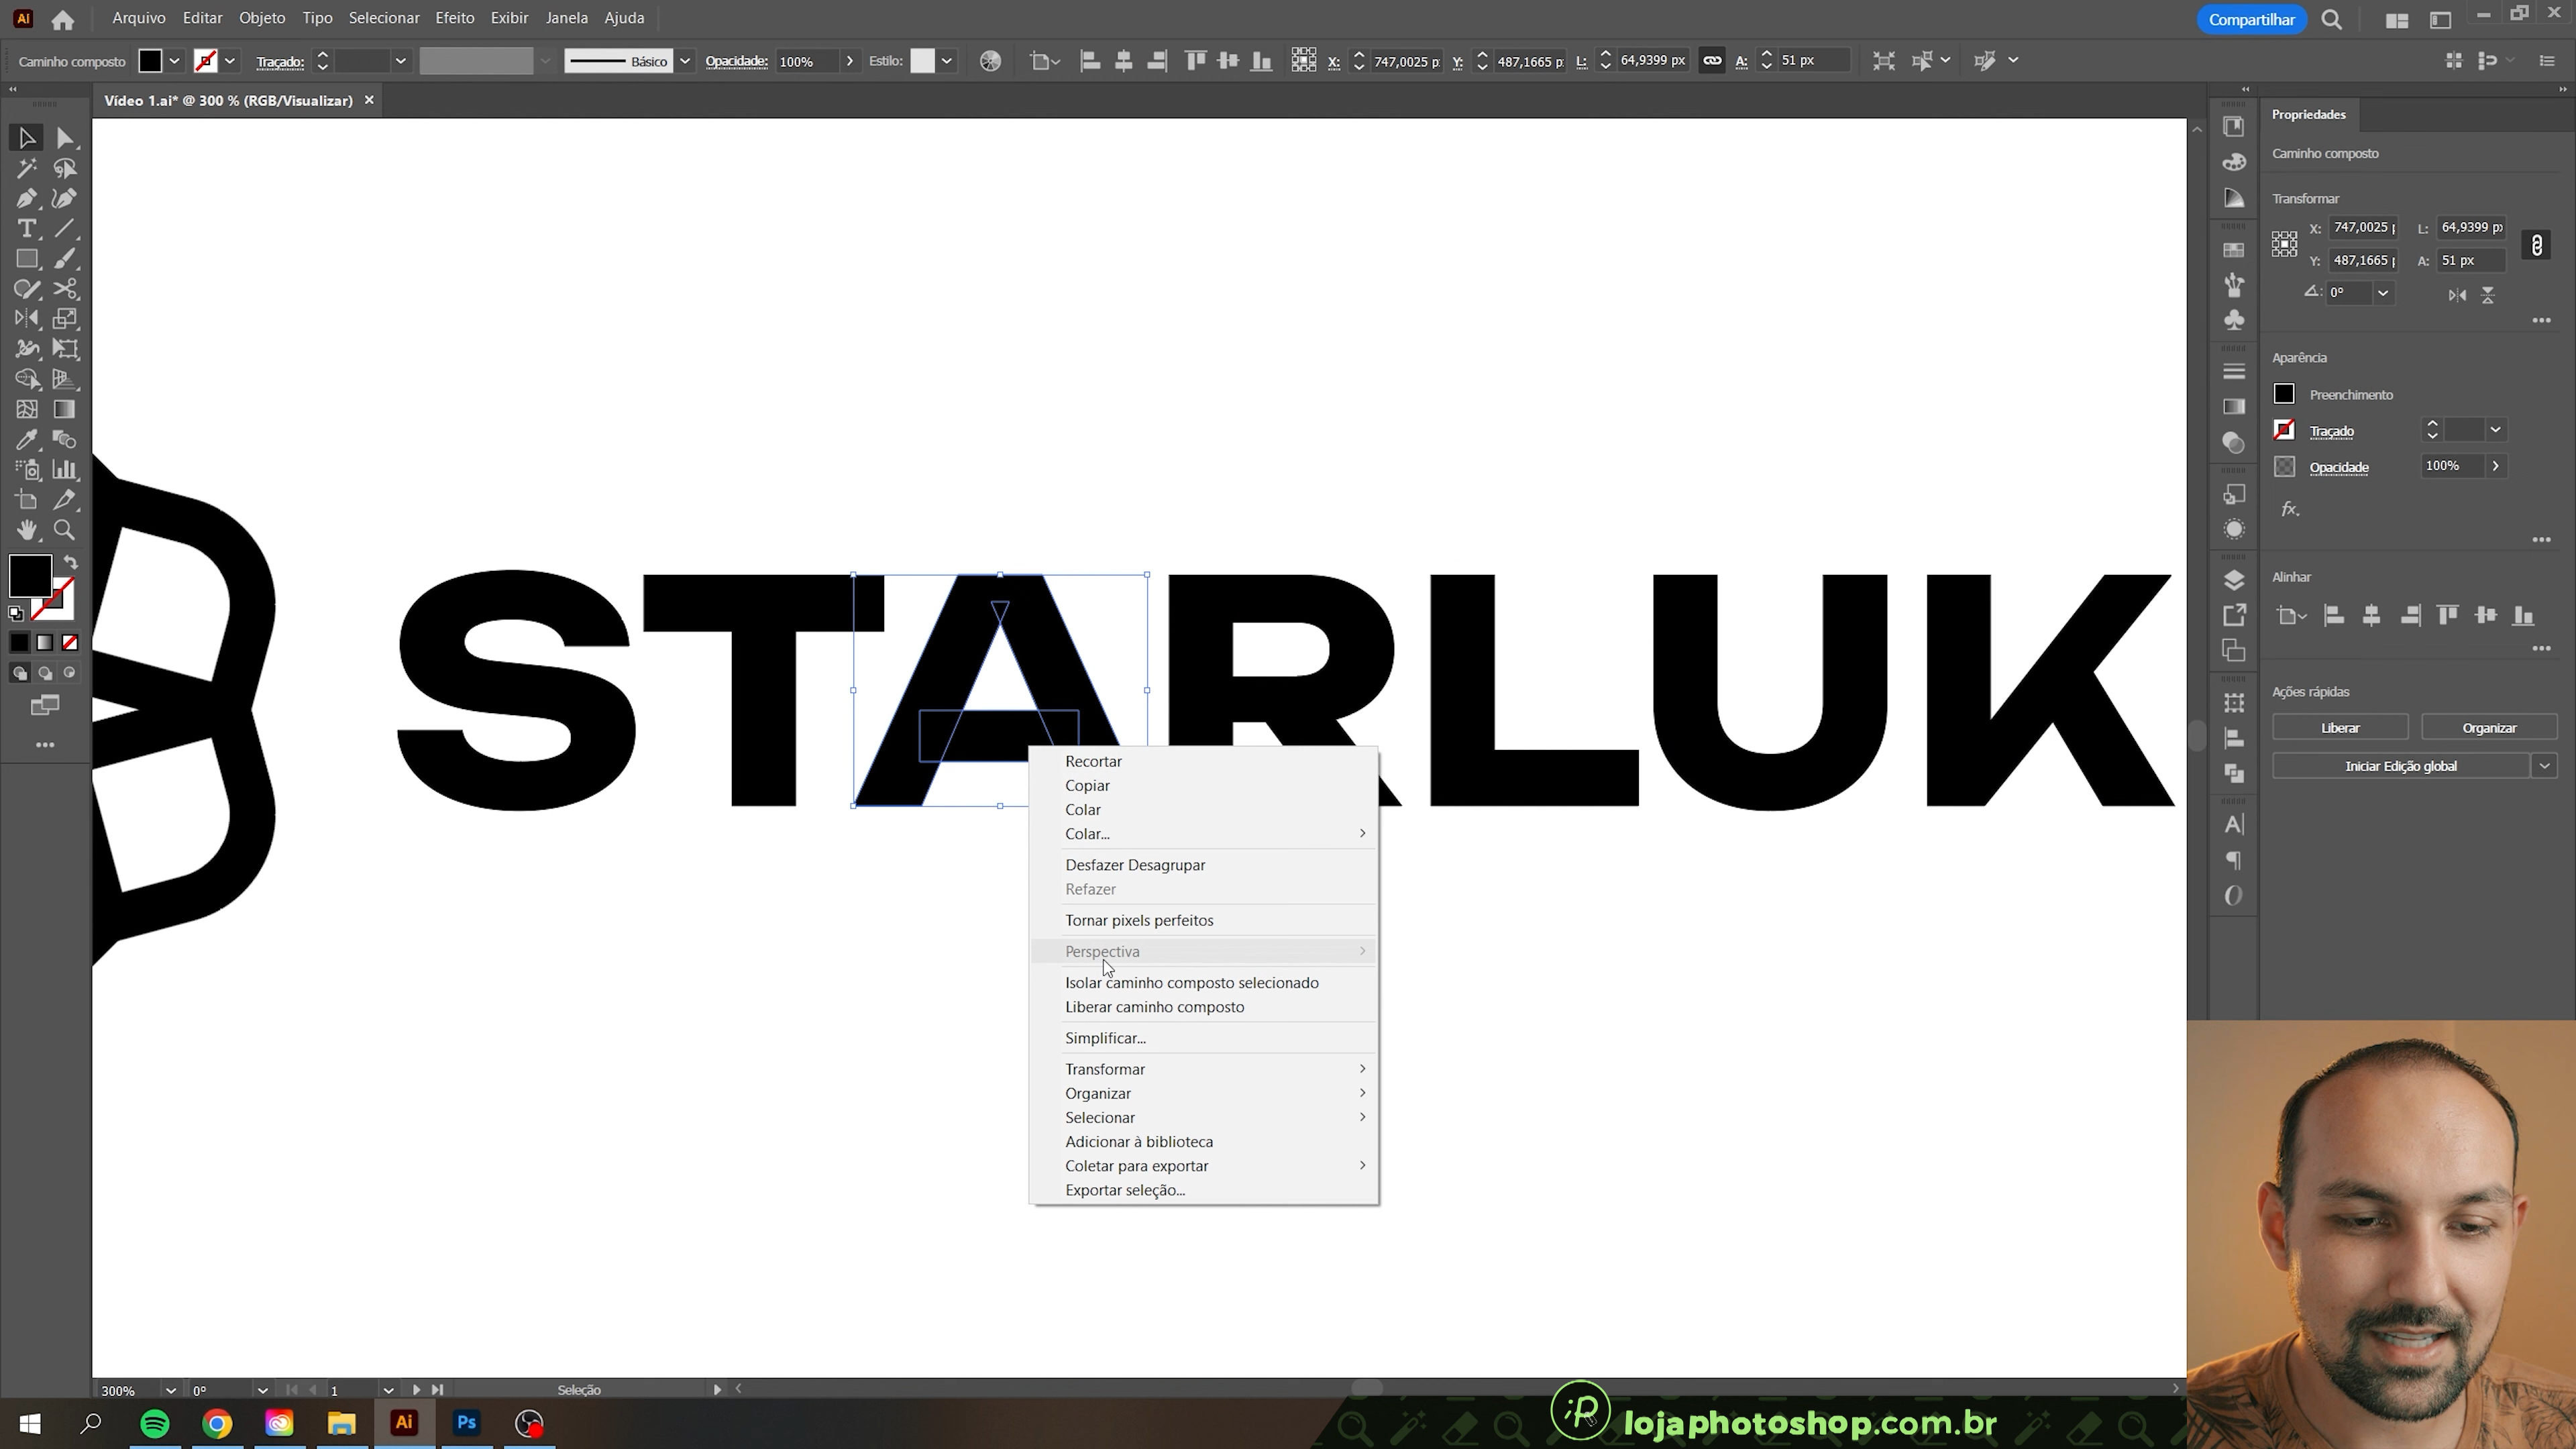 Ai Arquivo Editar Objeto Tipo Selecionar Efeito Exibir Janela Ajuda Compartilhar
Caminho composto Traçado: Básico Opacidade: 100% Estilo: X: 747,0025 p Y: 487,1665 p L: 64,9399 px A: 51 px
Vídeo 1.ai* @ 300 % (RGB/Visualizar)
Propriedades
Caminho composto
Transformar
X: 747,0025 L: 64,9399 px
Y: 487,1665 A: 51 px
0°
Aparência
Preenchimento
Traçado
Opacidade 100%
fx
Alinhar
Ações rápidas
Liberar Organizar
Iniciar Edição global
STARLUK
Recortar
Copiar
Colar
Colar...
Desfazer Desagrupar
Refazer
Tornar pixels perfeitos
Perspectiva
Isolar caminho composto selecionado
Liberar caminho composto
Simplificar...
Transformar
Organizar
Selecionar
Adicionar à biblioteca
Coletar para exportar
Exportar seleção...
300% 0° 1 Seleção
Ai Ps
lojaphotoshop.com.br